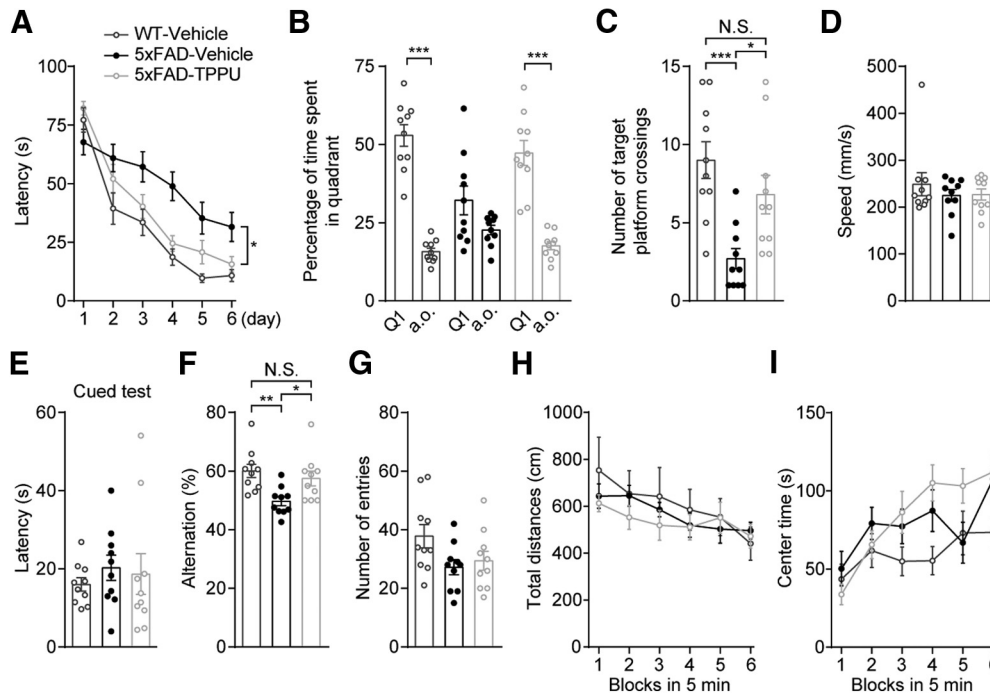 A
WT-Vehicle
5xFAD-Vehicle
5xFAD-TPPU
Latency (s)
100
75
50
25
0
*
1 2 3 4 5 6 (day)
B
Percentage of time spent
in quadrant
75
50
25
0
*** ***
Q1 a.o. Q1 a.o. Q1 a.o.
C
N.S.
*** *
Number of target
platform crossings
15
10
5
0
D
Speed (mm/s)
500
400
300
200
100
0
E
Cued test
Latency (s)
60
40
20
0
F
N.S.
** *
Alternation (%)
80
60
40
20
0
G
Number of entries
80
60
40
20
0
H
Total distances (cm)
1000
800
600
400
200
0
1 2 3 4 5 6
Blocks in 5 min
I
Center time (s)
150
100
50
0
1 2 3 4 5
Blocks in 5 min